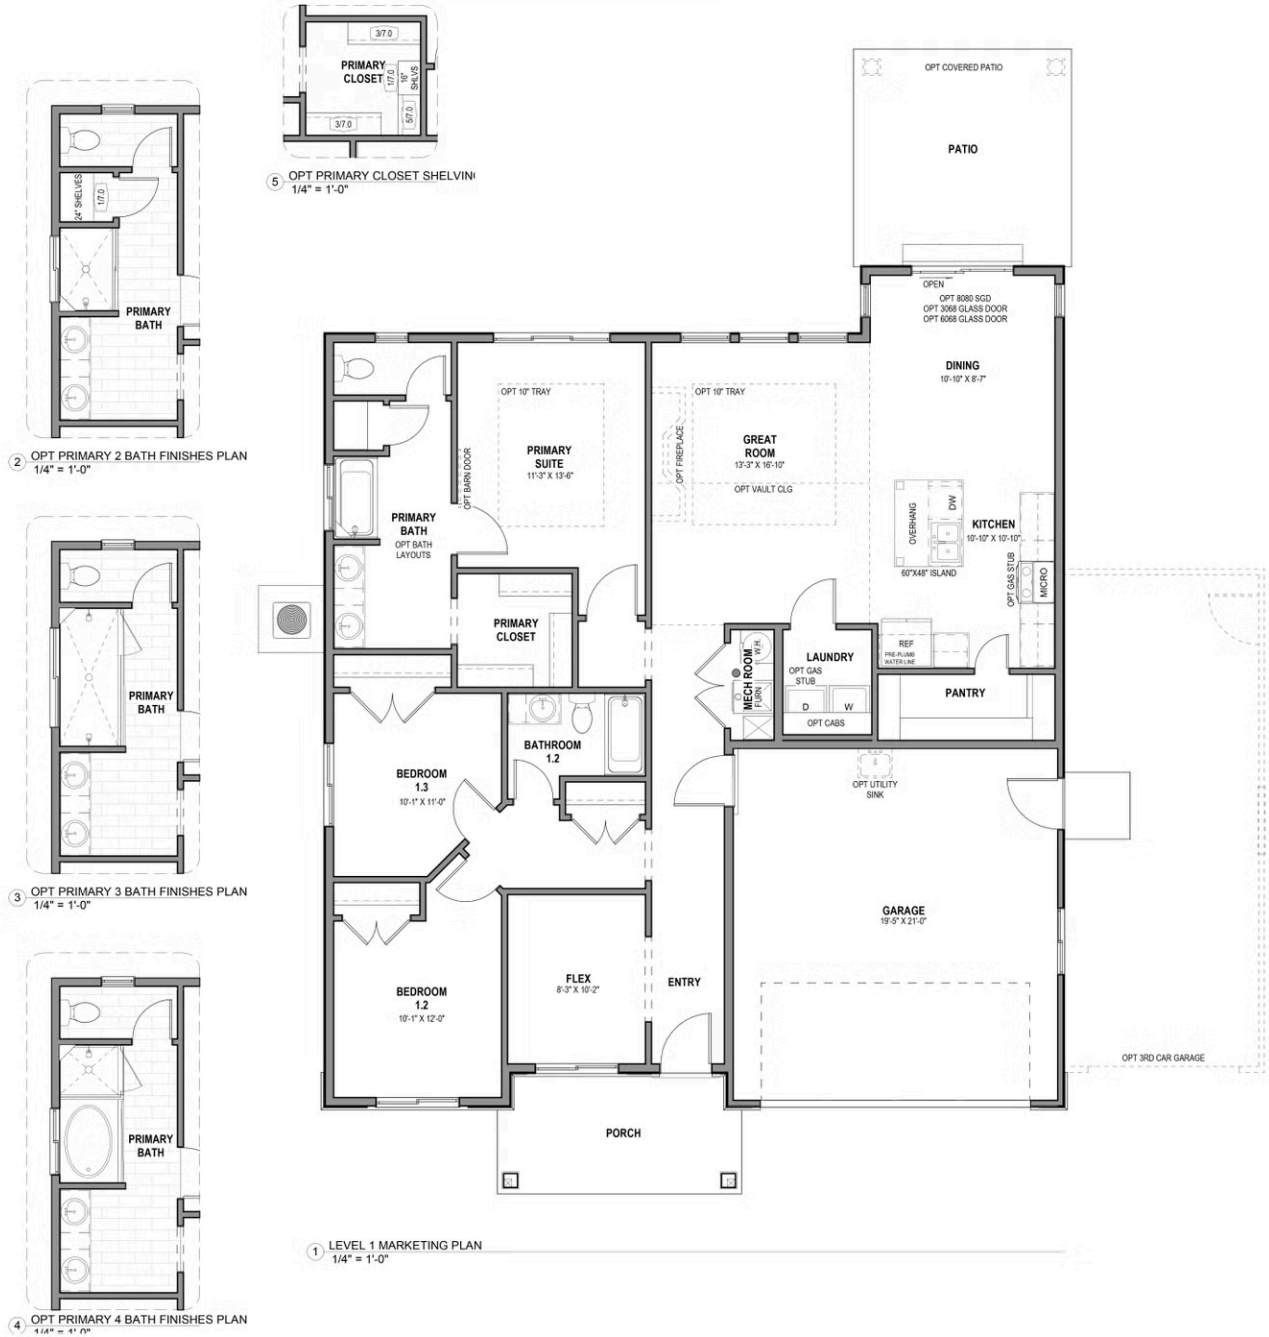 3/7.0
PRIMARY
CLOSET
1/7.0
16"
SHLVS
3/7.0
5/7.0
5 OPT PRIMARY CLOSET SHELVIN
1/4" = 1'-0"
24" SHELVES
1/7.0
PRIMARY
BATH
2 OPT PRIMARY 2 BATH FINISHES PLAN
1/4" = 1'-0"
PRIMARY
BATH
3 OPT PRIMARY 3 BATH FINISHES PLAN
1/4" = 1'-0"
PRIMARY
BATH
4 OPT PRIMARY 4 BATH FINISHES PLAN
1/4" = 1'-0"
OPT COVERED PATIO
PATIO
OPEN
OPT 8080 SGD
OPT 3068 GLASS DOOR
OPT 6068 GLASS DOOR
DINING
10'-10" X 8'-7"
OPT 10" TRAY
PRIMARY
SUITE
11'-3" X 13'-6"
OPT BARN DOOR
OPT 10" TRAY
GREAT
ROOM
13'-3" X 16'-10"
OPT VAULT CLG
OPT FIREPLACE
PRIMARY
BATH
OPT BATH
LAYOUTS
OVERHANG
DW
KITCHEN
10'-10" X 10'-10"
60"X48" ISLAND
OPT GAS STUB
MICRO
PRIMARY
CLOSET
REF
PRE-PLUMB
WATER LINE
MECH ROOM
W.H.
FURN
LAUNDRY
OPT GAS
STUB
D
W
OPT CABS
PANTRY
BATHROOM
1.2
BEDROOM
1.3
10'-1" X 11'-0"
OPT UTILITY
SINK
GARAGE
19'-5" X 21'-0"
BEDROOM
1.2
10'-1" X 12'-0"
FLEX
8'-3" X 10'-2"
ENTRY
OPT 3RD CAR GARAGE
PORCH
1 LEVEL 1 MARKETING PLAN
1/4" = 1'-0"